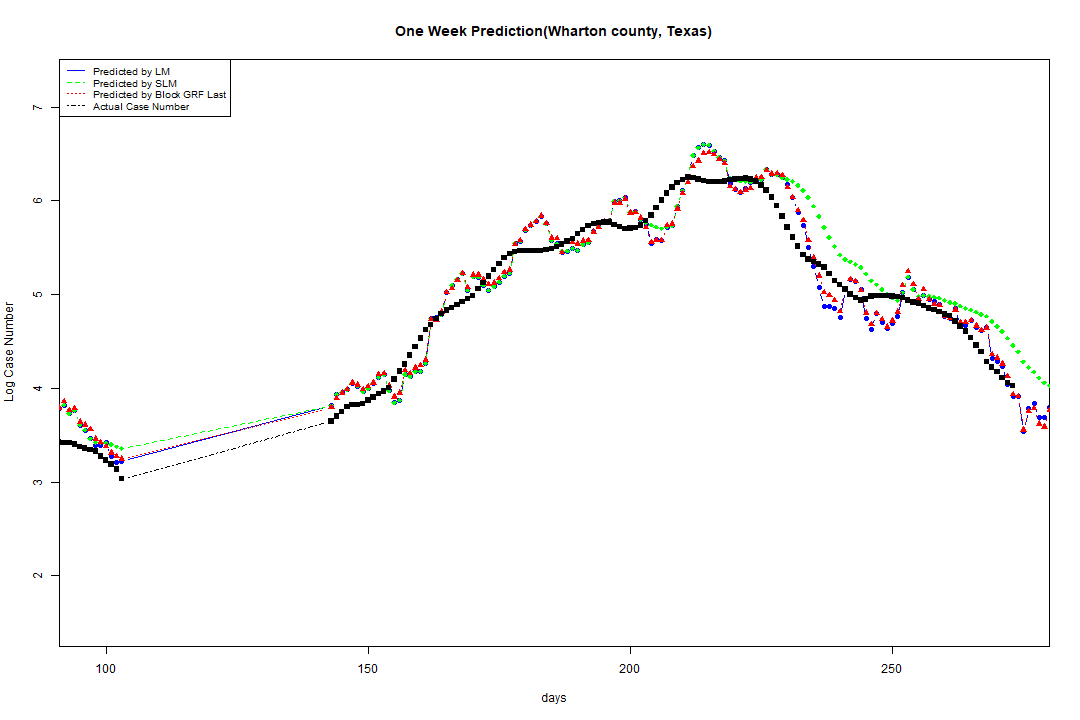 One Week Prediction(Wharton county, Texas)
Predicted by LM
Predicted by SLM
Predicted by Block GRF Last
Actual Case Number
7
6
5
4
3
2
Log Case Number
100 150 200 250
days